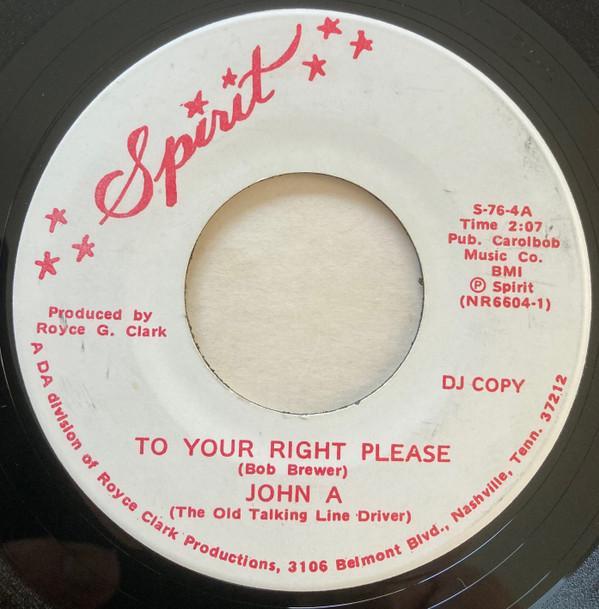 Spirit
S-76-4A
Time 2:07
Pub. Carolbob
Music Co.
BMI
Ⓟ Spirit
(NR6604-1)
Produced by
Royce G. Clark
DJ COPY
TO YOUR RIGHT PLEASE
(Bob Brewer)
JOHN A
(The Old Talking Line Driver)
A DA division of Royce Clark Productions, 3106 Belmont Blvd., Nashville, Tenn. 37212